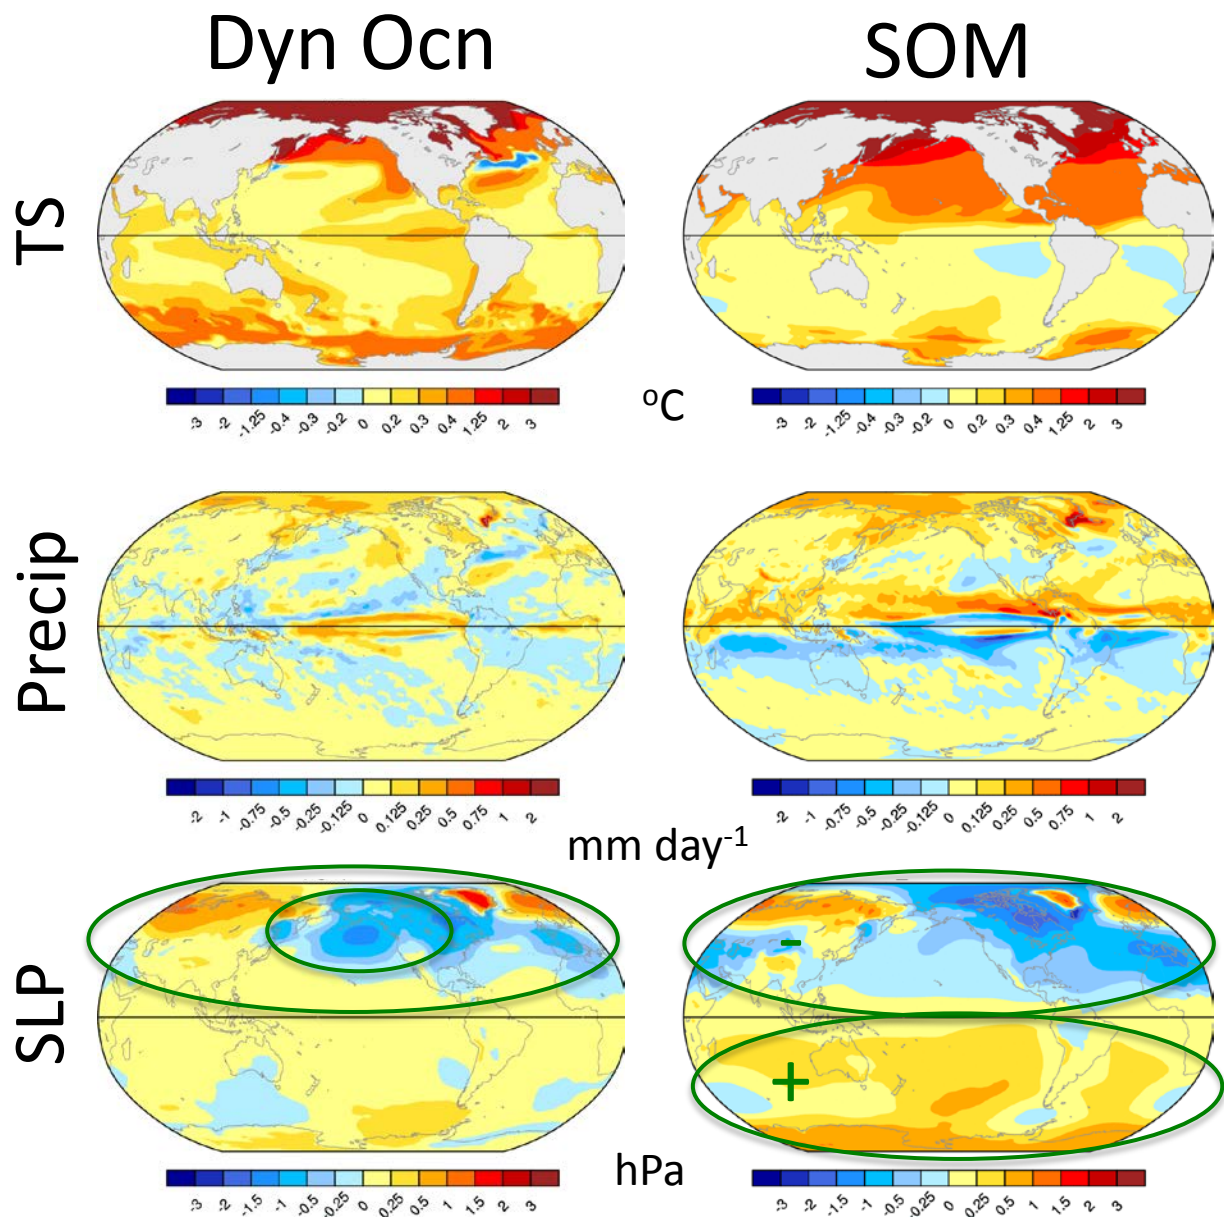 Dyn Ocn
SOM
TS
-3 -2 -1.25 -0.4 -0.3 -0.2 0 0.2 0.3 0.4 1.25 2 3
°C
-3 -2 -1.25 -0.4 -0.3 -0.2 0 0.2 0.3 0.4 1.25 2 3
Precip
-2 -1 -0.75 -0.5 -0.25 -0.125 0 0.125 0.25 0.5 0.75 1 2
mm day-1
-2 -1 -0.75 -0.5 -0.25 -0.125 0 0.125 0.25 0.5 0.75 1 2
SLP
-
+
-3 -2 -1.5 -1 -0.5 -0.25 0 0.25 0.5 1 1.5 2 3
hPa
-3 -2 -1.5 -1 -0.5 -0.25 0 0.25 0.5 1 1.5 2 3